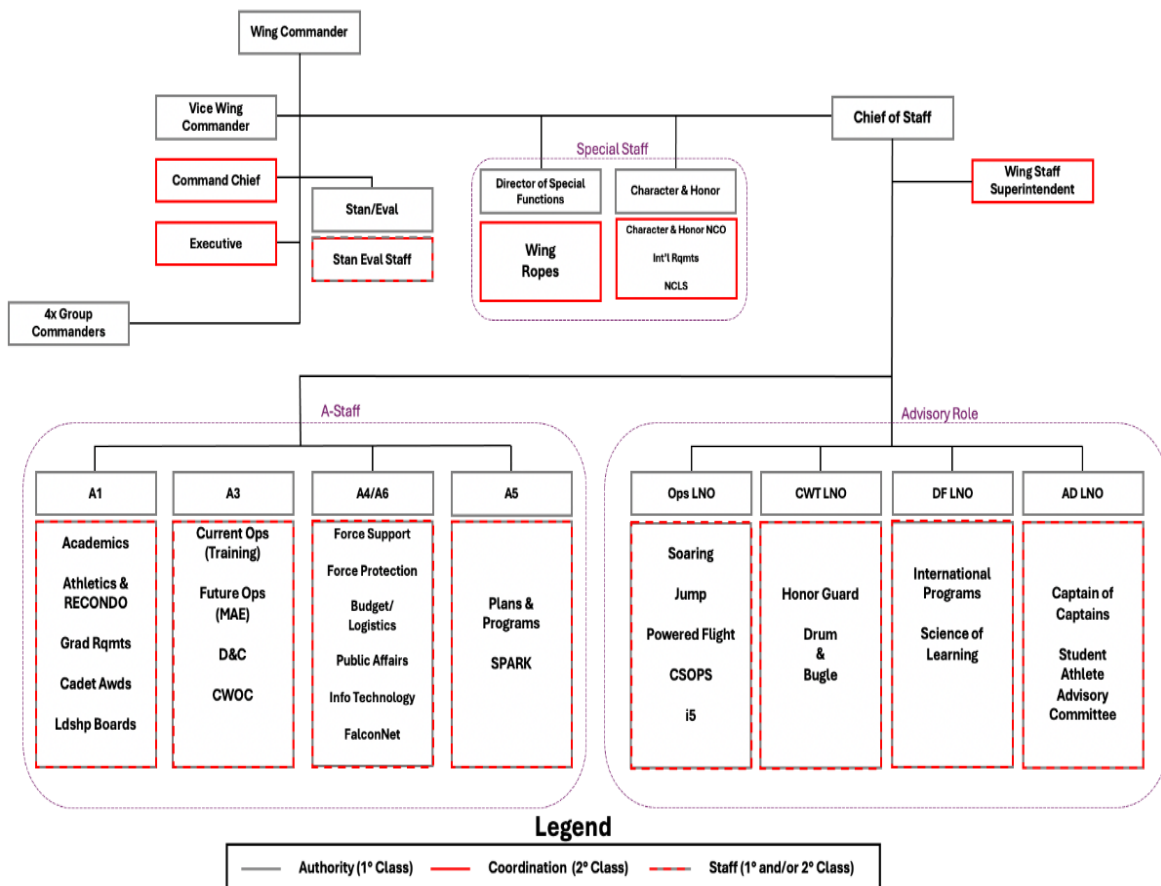 Wing Commander
Vice Wing
Commander
Chief of Staff
Special Staff
Command Chief
Director of Special
Functions
Character & Honor
Wing Staff
Superintendent
Stan/Eval
Executive
Stan Eval Staff
Wing
Ropes
Character & Honor NCO
Int'l Rqmts
NCLS
4x Group
Commanders
A-Staff
A1
A3
A4/A6
A5
Academics
Athletics &
RECONDO
Grad Rqmts
Cadet Awds
Ldshp Boards
Current Ops
(Training)
Future Ops
(MAE)
D&C
CWOC
Force Support
Force Protection
Budget/
Logistics
Public Affairs
Info Technology
FalconNet
Plans &
Programs
SPARK
Advisory Role
Ops LNO
CWT LNO
DF LNO
AD LNO
Soaring
Jump
Powered Flight
CSOPS
i5
Honor Guard
Drum
&
Bugle
International
Programs
Science of
Learning
Captain of
Captains
Student
Athlete
Advisory
Committee
Legend
Authority (1° Class)
Coordination (2° Class)
Staff (1° and/or 2° Class)